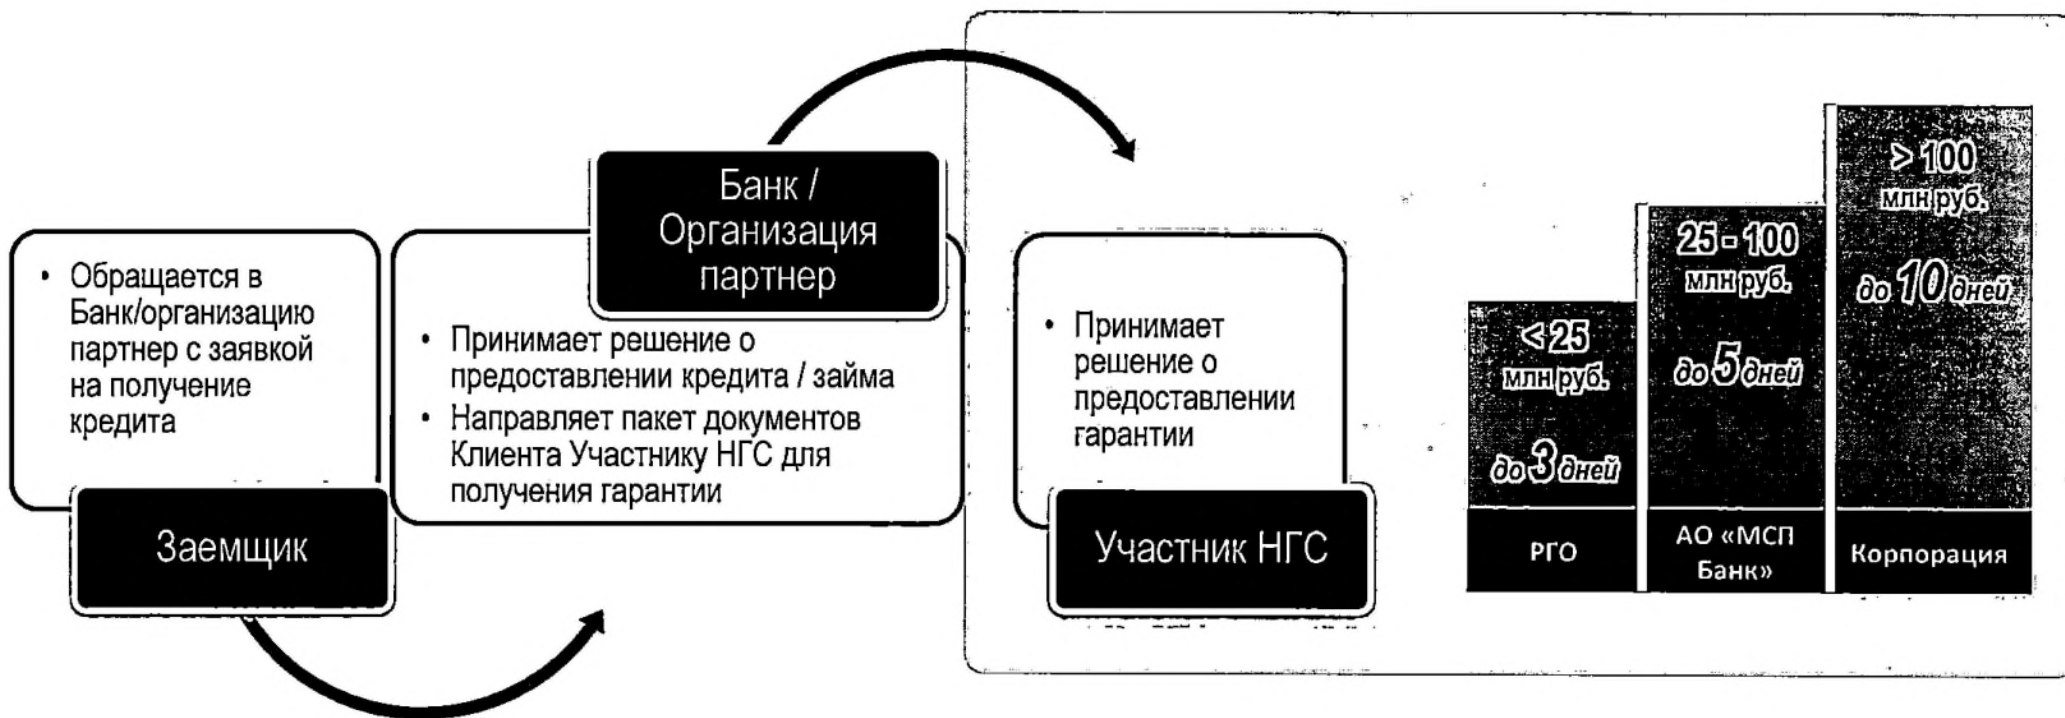 • Обращается в
Банк/организацию
партнер с заявкой
на получение
кредита
Заемщик
Банк /
Организация
партнер
• Принимает решение о
предоставлении кредита / займа
• Направляет пакет документов
Клиента Участнику НГС для
получения гарантии
• Принимает
решение о
предоставлении
гарантии
Участник НГС
< 25
млн руб.
до 3 дней
РГО
25 - 100
млн руб.
до 5 дней
АО «МСП
Банк»
> 100
млн руб.
до 10 дней
Корпорация